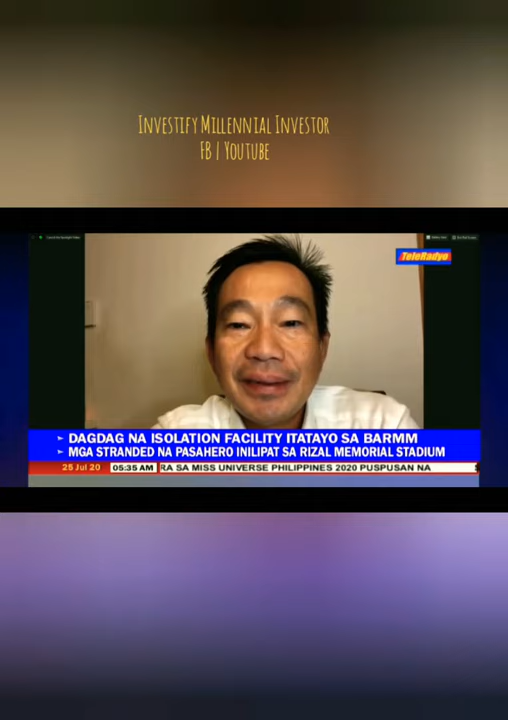 Investify Millennial Investor
FB | Youtube
TeleRadyo
➢ DAGDAG NA ISOLATION FACILITY ITATAYO SA BARMM
➢ MGA STRANDED NA PASAHERO INILIPAT SA RIZAL MEMORIAL STADIUM
25 Jul 20 05:35 AM RA SA MISS UNIVERSE PHILIPPINES 2020 PUSPUSAN NA